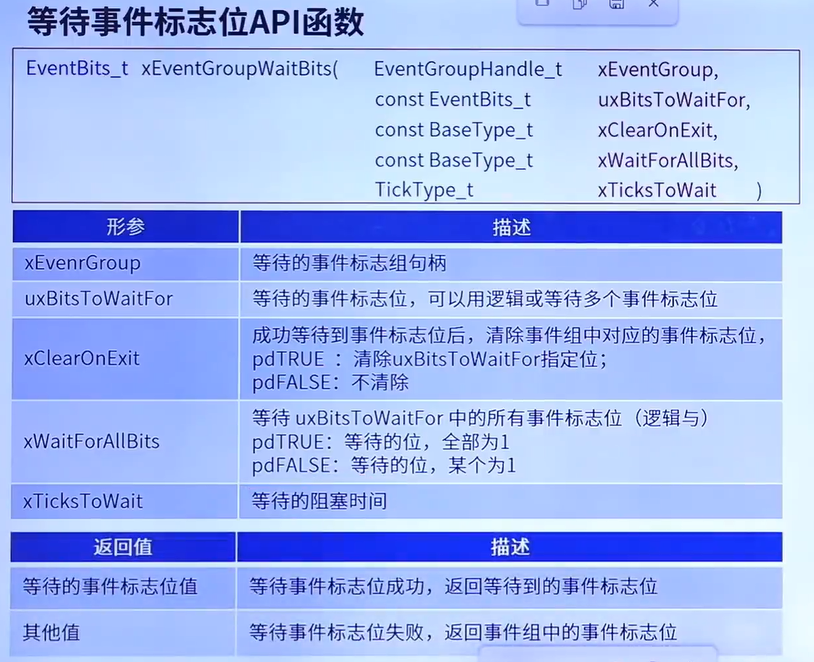 等待事件标志位API函数
EventBits_t xEventGroupWaitBits( EventGroupHandle_t xEventGroup,
const EventBits_t uxBitsToWaitFor,
const BaseType_t xClearOnExit,
const BaseType_t xWaitForAllBits,
TickType_t xTicksToWait )
形参 描述
xEvenrGroup 等待的事件标志组句柄
uxBitsToWaitFor 等待的事件标志位，可以用逻辑或等待多个事件标志位
xClearOnExit 成功等待到事件标志位后，清除事件组中对应的事件标志位，
pdTRUE ：清除uxBitsToWaitFor指定位；
pdFALSE：不清除
xWaitForAllBits 等待 uxBitsToWaitFor 中的所有事件标志位（逻辑与）
pdTRUE：等待的位，全部为1
pdFALSE：等待的位，某个为1
xTicksToWait 等待的阻塞时间
返回值 描述
等待的事件标志位值 等待事件标志位成功，返回等待到的事件标志位
其他值 等待事件标志位失败，返回事件组中的事件标志位